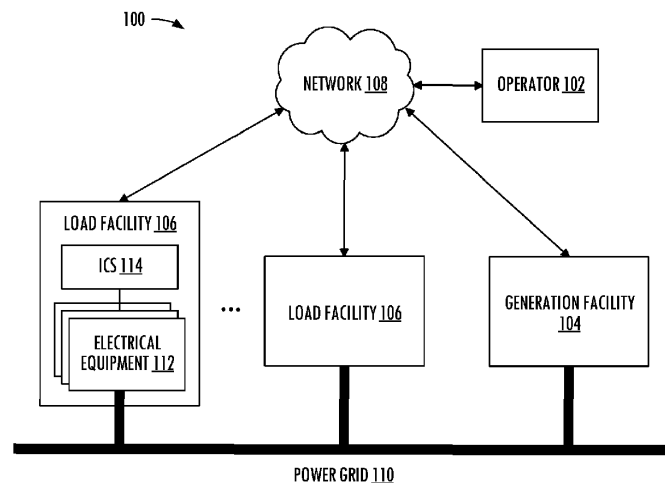 100
NETWORK 108
OPERATOR 102
LOAD FACILITY 106
ICS 114
ELECTRICAL
EQUIPMENT 112
...
LOAD FACILITY 106
GENERATION FACILITY
104
POWER GRID 110